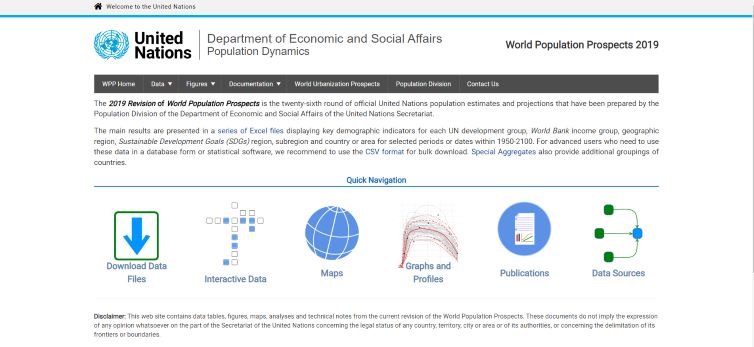 Welcome to the United Nations
United
Nations
Department of Economic and Social Affairs
Population Dynamics
World Population Prospects 2019
WPP Home
Data
Figures
Documentation
World Urbanization Prospects
Population Division
Contact Us
The 2019 Revision of World Population Prospects is the twenty-sixth round of official United Nations population estimates and projections that have been prepared by the
Population Division of the Department of Economic and Social Affairs of the United Nations Secretariat.
The main results are presented in a series of Excel files displaying key demographic indicators for each UN development group, World Bank income group, geographic
region, Sustainable Development Goals (SDGs) region, subregion and country or area for selected periods or dates within 1950-2100. For advanced users who need to use
these data in a database form or statistical software, we recommend to use the CSV format for bulk download. Special Aggregates also provide additional groupings of
countries.
Quick Navigation
Download Data
Files
Interactive Data
Maps
Graphs and
Profiles
Publications
Data Sources
Disclaimer: This web site contains data tables, figures, maps, analyses and technical notes from the current revision of the World Population Prospects. These documents do not imply the expression
of any opinion whatsoever on the part of the Secretariat of the United Nations concerning the legal status of any country, territory, city or area or of its authorities, or concerning the delimitation of its
frontiers or boundaries.